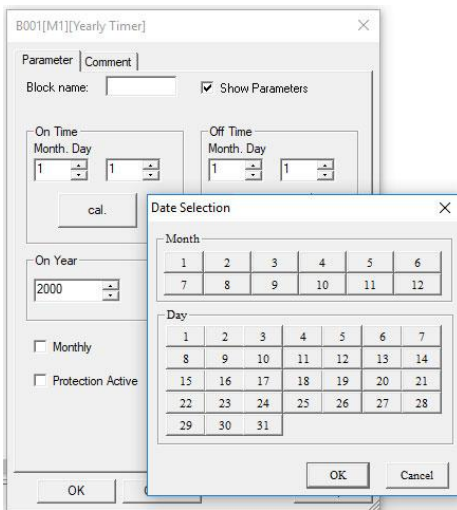 B001[M1][Yearly Timer]
Parameter Comment
Block name: Show Parameters
On Time Off Time
Month. Day Month. Day
1 1 1 1
cal.
On Year
2000
Monthly
Protection Active
OK
Date Selection
Month
1 2 3 4 5 6
7 8 9 10 11 12
Day
1 2 3 4 5 6 7
8 9 10 11 12 13 14
15 16 17 18 19 20 21
22 23 24 25 26 27 28
29 30 31
OK Cancel